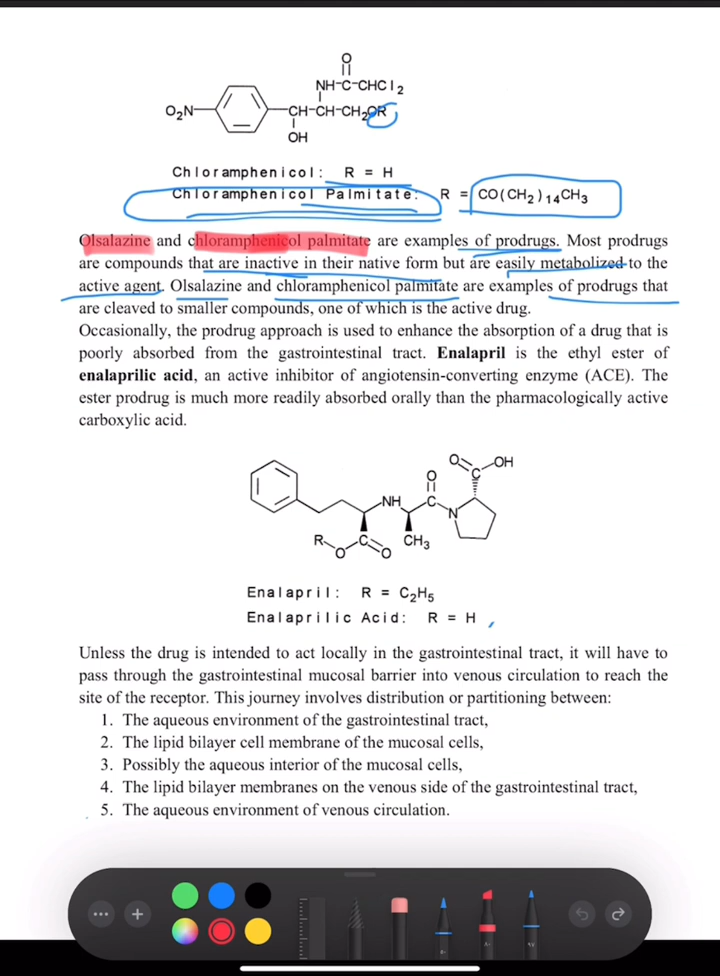 O
NH-C-CHCl2
O2N
CH-CH-CH2OR
OH
Chloramphenicol: R = H
Chloramphenicol Palmitate: R = CO(CH2)14CH3
Olsalazine and chloramphenicol palmitate are examples of prodrugs. Most prodrugs
are compounds that are inactive in their native form but are easily metabolized to the
active agent. Olsalazine and chloramphenicol palmitate are examples of prodrugs that
are cleaved to smaller compounds, one of which is the active drug.
Occasionally, the prodrug approach is used to enhance the absorption of a drug that is
poorly absorbed from the gastrointestinal tract. Enalapril is the ethyl ester of
enalaprilic acid, an active inhibitor of angiotensin-converting enzyme (ACE). The
ester prodrug is much more readily absorbed orally than the pharmacologically active
carboxylic acid.
O
C
OH
O
NH
C
N
R
O
C
O
CH3
Enalapril: R = C2H5
Enalaprilic Acid: R = H
Unless the drug is intended to act locally in the gastrointestinal tract, it will have to
pass through the gastrointestinal mucosal barrier into venous circulation to reach the
site of the receptor. This journey involves distribution or partitioning between:
1. The aqueous environment of the gastrointestinal tract,
2. The lipid bilayer cell membrane of the mucosal cells,
3. Possibly the aqueous interior of the mucosal cells,
4. The lipid bilayer membranes on the venous side of the gastrointestinal tract,
5. The aqueous environment of venous circulation.